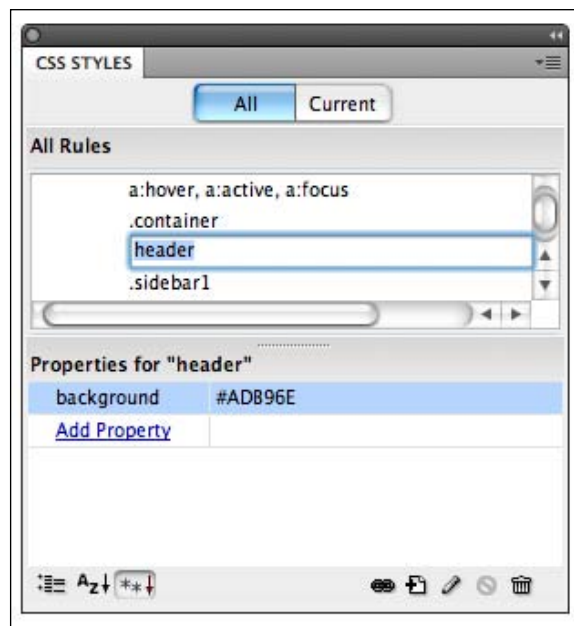 CSS STYLES
All Current
All Rules
a:hover, a:active, a:focus
.container
header
.sidebar1
Properties for "header"
background #ADB96E
Add Property